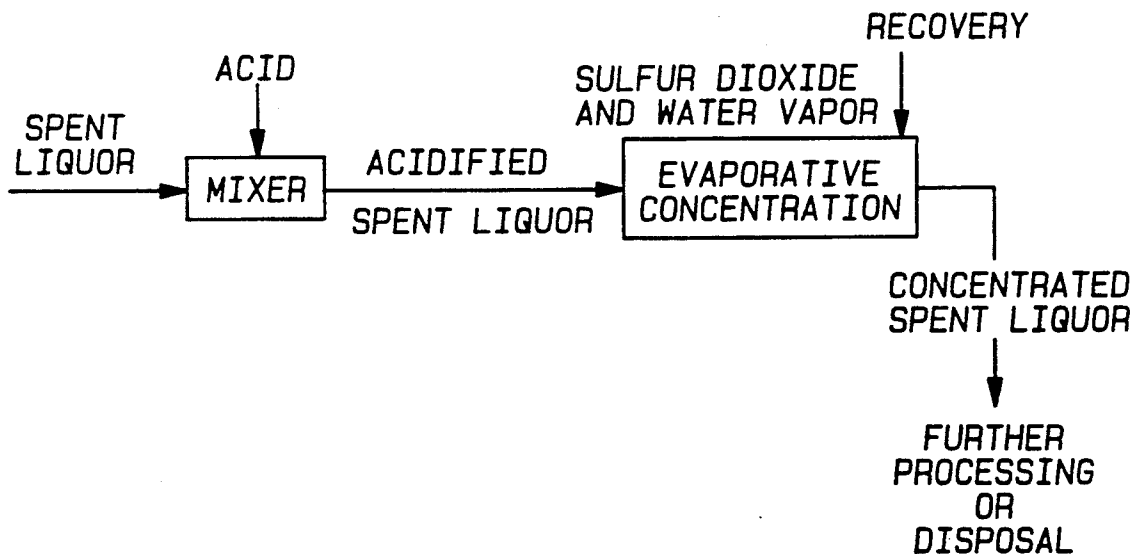 RECOVERY
ACID
SULFUR DIOXIDE
AND WATER VAPOR
SPENT
LIQUOR
MIXER
ACIDIFIED
SPENT LIQUOR
EVAPORATIVE
CONCENTRATION
CONCENTRATED
SPENT LIQUOR
FURTHER
PROCESSING
OR
DISPOSAL